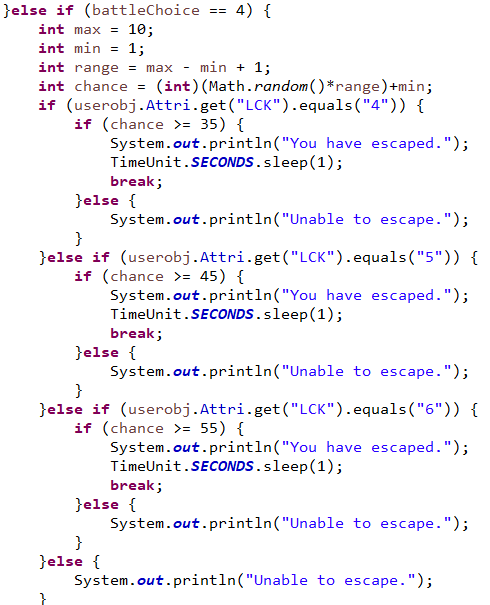 }else if (battleChoice == 4) {
int max = 10;
int min = 1;
int range = max - min + 1;
int chance = (int)(Math.random()*range)+min;
if (userobj.Attri.get("LCK").equals("4")) {
if (chance >= 35) {
System.out.println("You have escaped.");
TimeUnit.SECONDS.sleep(1);
break;
}else {
System.out.println("Unable to escape.");
}
}else if (userobj.Attri.get("LCK").equals("5")) {
if (chance >= 45) {
System.out.println("You have escaped.");
TimeUnit.SECONDS.sleep(1);
break;
}else {
System.out.println("Unable to escape.");
}
}else if (userobj.Attri.get("LCK").equals("6")) {
if (chance >= 55) {
System.out.println("You have escaped.");
TimeUnit.SECONDS.sleep(1);
break;
}else {
System.out.println("Unable to escape.");
}
}else {
System.out.println("Unable to escape.");
}